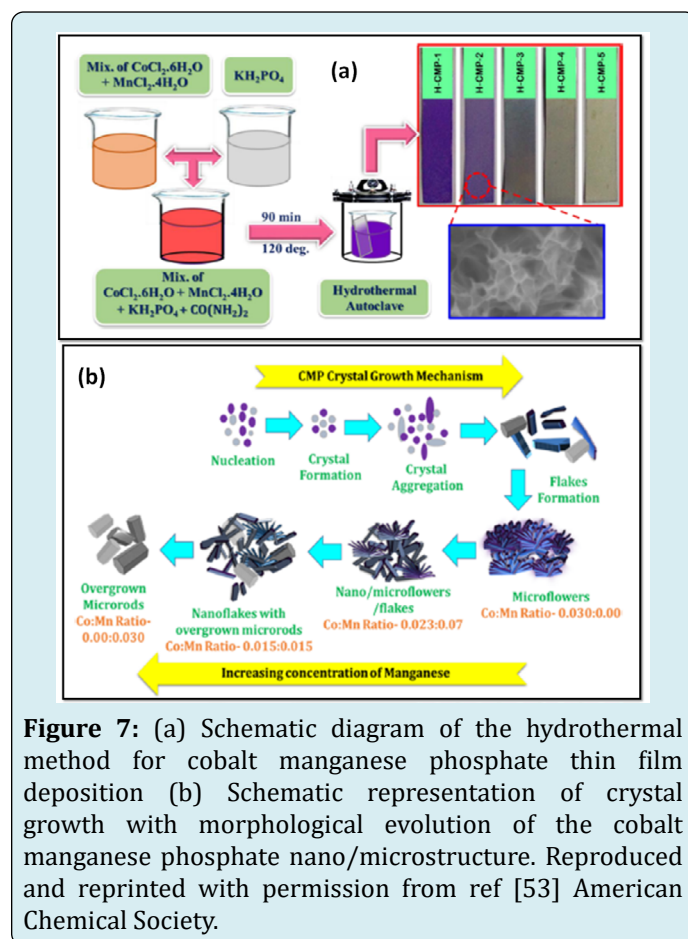 Mix. of
CoCl₂.6H₂O
+ MnCl₂.4H₂O
KH₂PO₄
(a)
H-CMP-1
H-CMP-2
H-CMP-3
H-CMP-4
H-CMP-5
90 min
120 deg.
Mix. of
CoCl₂.6H₂O + MnCl₂.4H₂O
+ KH₂PO₄ + CO(NH₂)₂
Hydrothermal
Autoclave
(b)
CMP Crystal Growth Mechanism
Nucleation
Crystal
Formation
Crystal
Aggregation
Flakes
Formation
Overgrown
Microrods
Co:Mn Ratio-
0.00:0.030
Nanoflakes with
overgrown microrods
Co:Mn Ratio- 0.015:0.015
Nano/microflowers
/flakes
Co:Mn Ratio- 0.023:0.07
Microflowers
Co:Mn Ratio- 0.030:0.00
Increasing concentration of Manganese
Figure 7: (a) Schematic diagram of the hydrothermal
method for cobalt manganese phosphate thin film
deposition (b) Schematic representation of crystal
growth with morphological evolution of the cobalt
manganese phosphate nano/microstructure. Reproduced
and reprinted with permission from ref [53] American
Chemical Society.